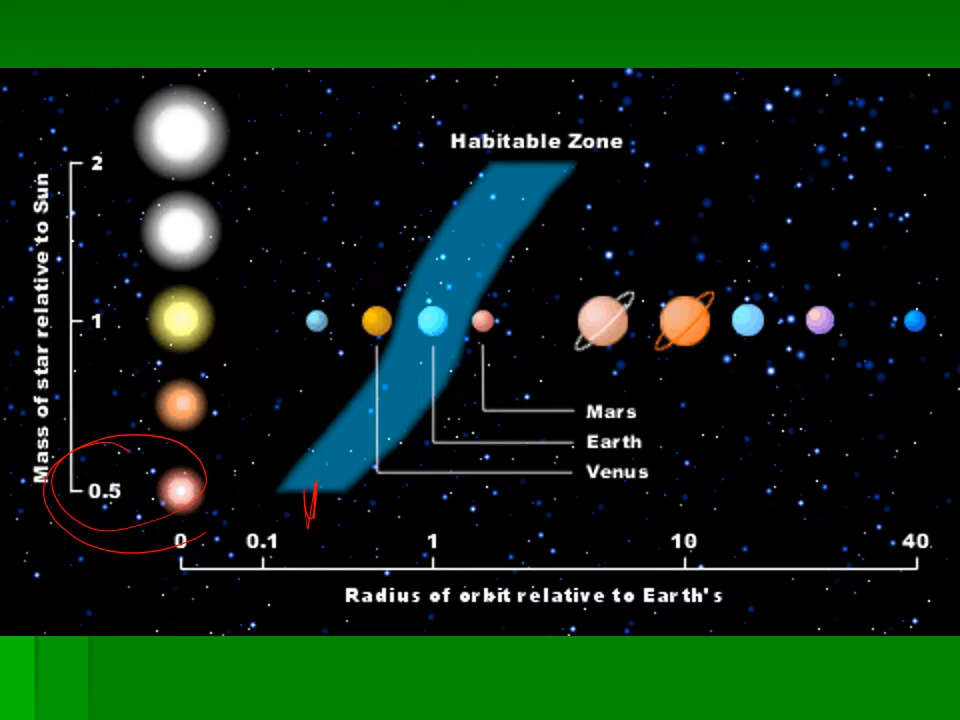 Habitable Zone
2
1
0.5
Mass of star relative to Sun
Mars
Earth
Venus
0 0.1 1 10 40
Radius of orbit relative to Earth's